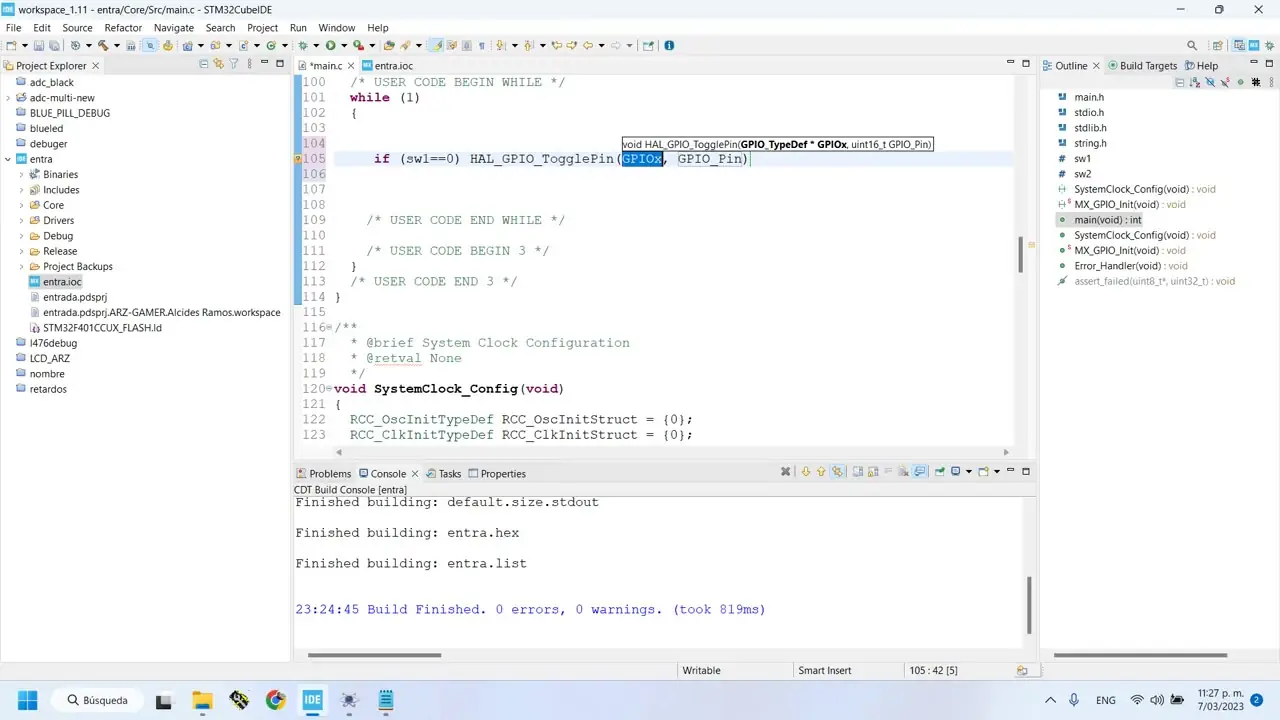 workspace_1.11 - entra/Core/Src/main.c - STM32CubeIDE
File Edit Source Refactor Navigate Search Project Run Window Help
Project Explorer
*main.c
entra.ioc
Outline
Build Targets
Help
adc_black
adc-multi-new
BLUE_PILL_DEBUG
blueled
debuger
entra
Binaries
Includes
Core
Drivers
Debug
Release
Project Backups
entra.ioc
entrada.pdsprj
entrada.pdsprj.ARZ-GAMER.Alcides Ramos.workspace
STM32F401CCUX_FLASH.ld
l476debug
LCD_ARZ
nombre
retardos
100 /* USER CODE BEGIN WHILE */
101 while (1)
102 {
103
104
void HAL_GPIO_TogglePin(GPIO_TypeDef * GPIOx, uint16_t GPIO_Pin)
105 if (sw1==0) HAL_GPIO_TogglePin(GPIOx, GPIO_Pin)
106
107
108
109 /* USER CODE END WHILE */
110
111 /* USER CODE BEGIN 3 */
112 }
113 /* USER CODE END 3 */
114 }
115
116 /**
117 * @brief System Clock Configuration
118 * @retval None
119 */
120 void SystemClock_Config(void)
121 {
122 RCC_OscInitTypeDef RCC_OscInitStruct = {0};
123 RCC_ClkInitTypeDef RCC_ClkInitStruct = {0};
main.h
stdio.h
stdlib.h
string.h
sw1
sw2
SystemClock_Config(void) : void
MX_GPIO_Init(void) : void
main(void) : int
SystemClock_Config(void) : void
MX_GPIO_Init(void) : void
Error_Handler(void) : void
assert_failed(uint8_t*, uint32_t) : void
Problems Console Tasks Properties
CDT Build Console [entra]
Finished building: default.size.stdout
Finished building: entra.hex
Finished building: entra.list
23:24:45 Build Finished. 0 errors, 0 warnings. (took 819ms)
Writable
Smart Insert
105 : 42 [5]
Búsqueda
IDE
ENG
11:27 p. m.
7/03/2023
2